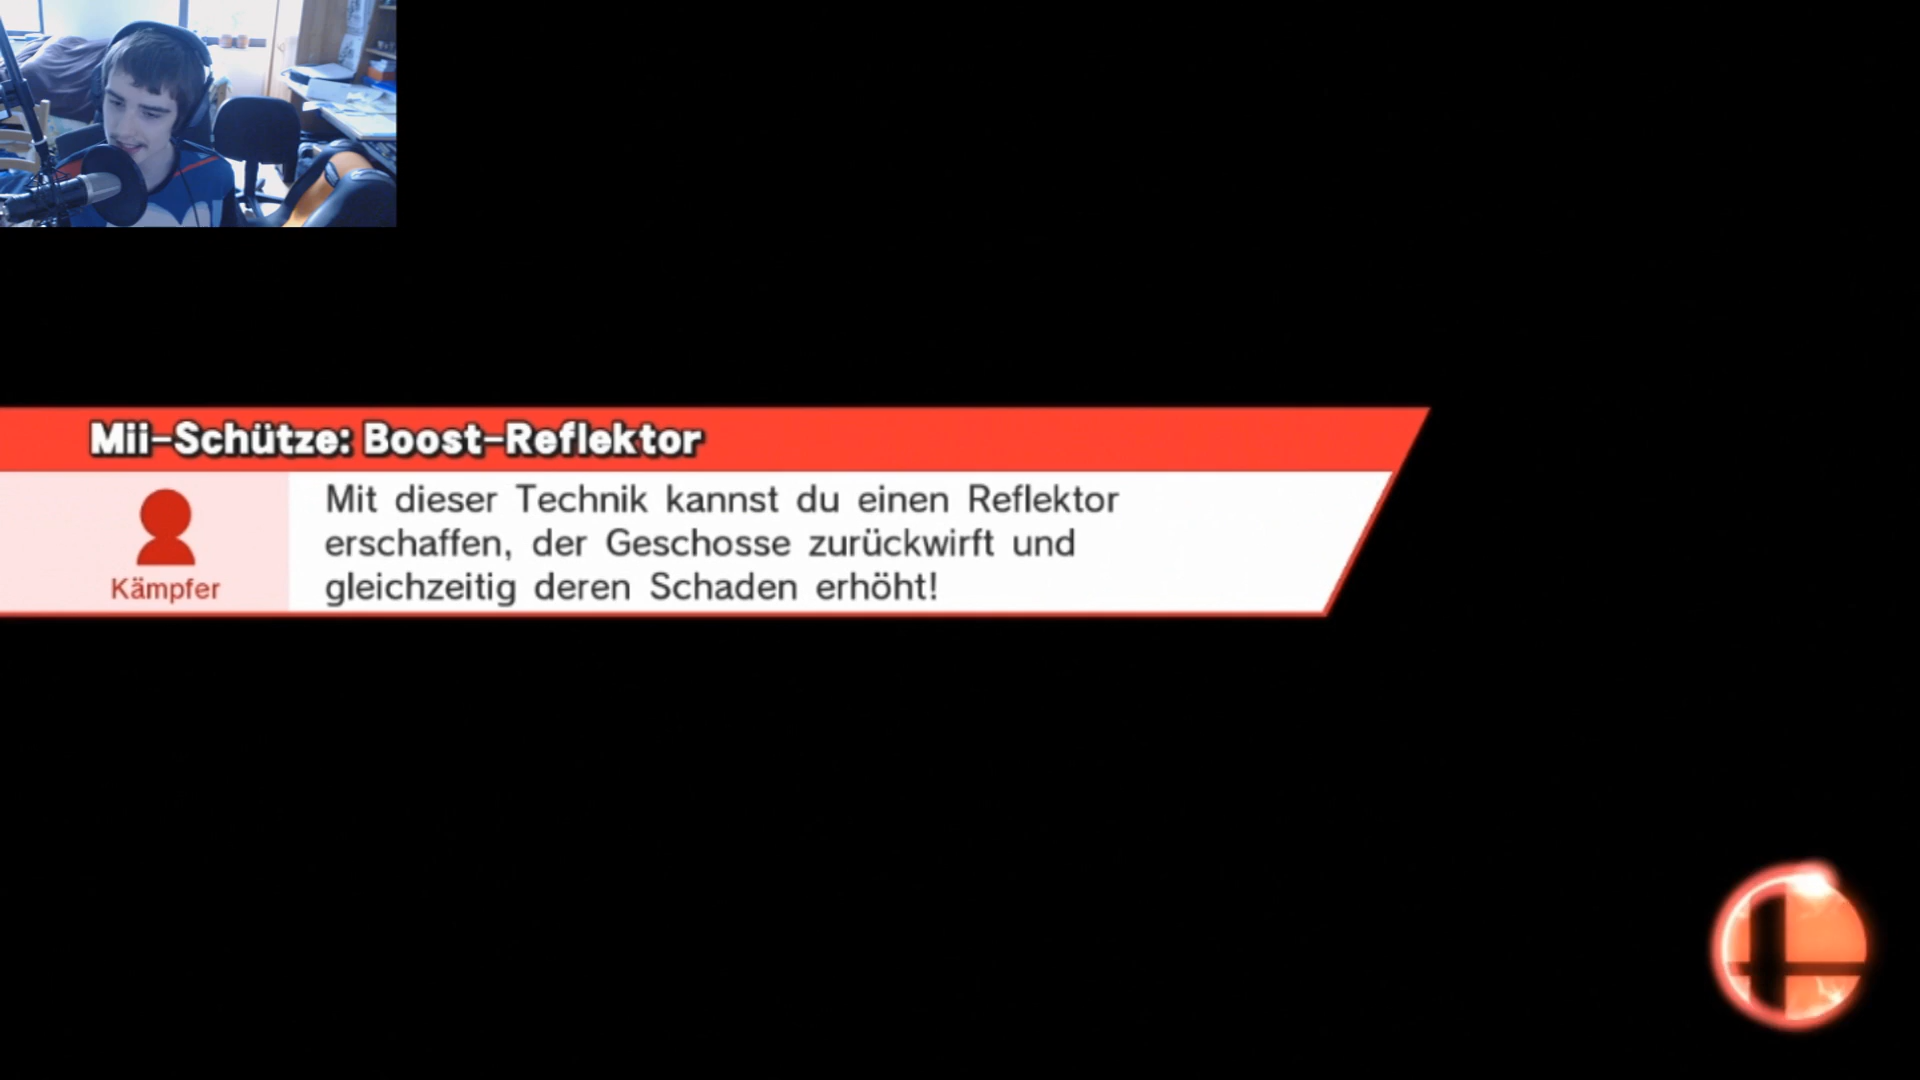 Mii-Schütze: Boost-Reflektor
Kämpfer
Mit dieser Technik kannst du einen Reflektor
erschaffen, der Geschosse zurückwirft und
gleichzeitig deren Schaden erhöht!